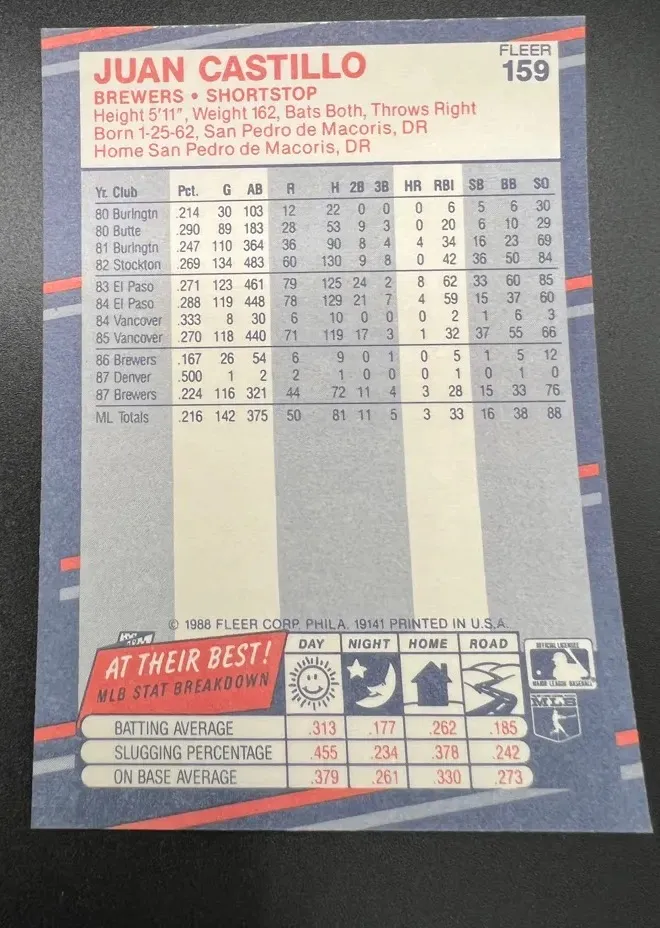 JUAN CASTILLO
FLEER
159
BREWERS • SHORTSTOP
Height 5'11", Weight 162, Bats Both, Throws Right
Born 1-25-62, San Pedro de Macoris, DR
Home San Pedro de Macoris, DR
Yr. Club Pct. G AB R H 2B 3B HR RBI SB BB SO
80 Burlngtn .214 30 103 12 22 0 0 0 6 5 6 30
80 Butte .290 89 183 28 53 9 3 0 20 6 10 29
81 Burlngtn .247 110 364 36 90 8 4 4 34 16 23 69
82 Stockton .269 134 483 60 130 9 8 0 42 36 50 84
83 El Paso .271 123 461 79 125 24 2 8 62 33 60 85
84 El Paso .288 119 448 78 129 21 7 4 59 15 37 60
84 Vancover .333 8 30 6 10 0 0 0 2 1 6 3
85 Vancover .270 118 440 71 119 17 3 1 32 37 55 66
86 Brewers .167 26 54 6 9 0 1 0 5 1 5 12
87 Denver .500 1 2 2 1 0 0 0 1 0 1 0
87 Brewers .224 116 321 44 72 11 4 3 28 15 33 76
ML Totals .216 142 375 50 81 11 5 3 33 16 38 88
© 1988 FLEER CORP. PHILA. 19141 PRINTED IN U.S.A.
AT THEIR BEST!
MLB STAT BREAKDOWN
DAY NIGHT HOME ROAD
OFFICIAL LICENSEE
MAJOR LEAGUE BASEBALL
MLB
BATTING AVERAGE .313 .177 .262 .185
SLUGGING PERCENTAGE .455 .234 .378 .242
ON BASE AVERAGE .379 .261 .330 .273